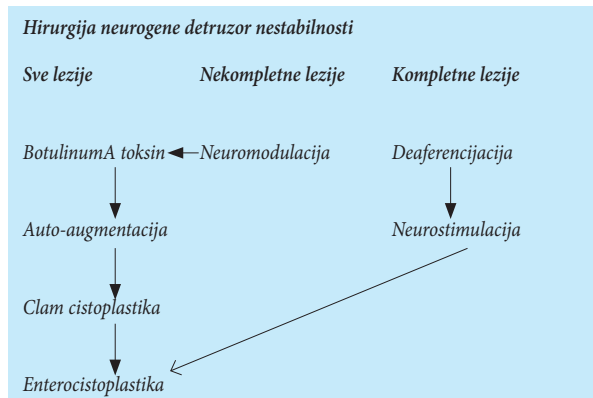 Hirurgija neurogene detruzor nestabilnosti
Sve lezije Nekompletne lezije Kompletne lezije
BotulinumA toksin Neuromodulacija Deaferencijacija
Auto-augmentacija Neurostimulacija
Clam cistoplastika
Enterocistoplastika